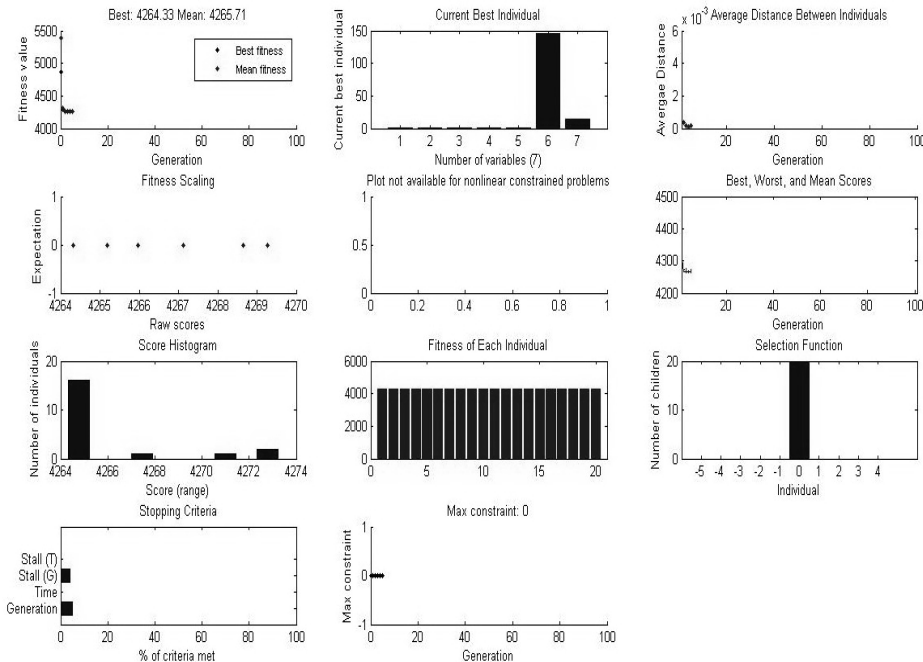 Best: 4264.33 Mean: 4265.71
Fitness value
5500
5000
4500
4000
Best fitness
Mean fitness
0 20 40 60 80 100
Generation
Current Best Individual
Current best individual
150
100
50
0
1 2 3 4 5 6 7
Number of variables (7)
Average Distance Between Individuals
x 10^-3
Avergae Distance
6
4
2
0
20 40 60 80 100
Generation
Fitness Scaling
Expectation
1
0
-1
4264 4265 4266 4267 4268 4269 4270
Raw scores
Plot not available for nonlinear constrained problems
1
0.5
0
0 0.2 0.4 0.6 0.8 1
Best, Worst, and Mean Scores
4500
4400
4300
4200
20 40 60 80 100
Generation
Score Histogram
Number of individuals
20
10
0
4264 4266 4268 4270 4272 4274
Score (range)
Fitness of Each Individual
6000
4000
2000
0
5 10 15 20
Selection Function
Number of children
20
10
0
-5 -4 -3 -2 -1 0 1 2 3 4
Individual
Stopping Criteria
Stall (T)
Stall (G)
Time
Generation
0 20 40 60 80 100
% of criteria met
Max constraint: 0
Max constraint
1
0
-1
0 20 40 60 80 100
Generation